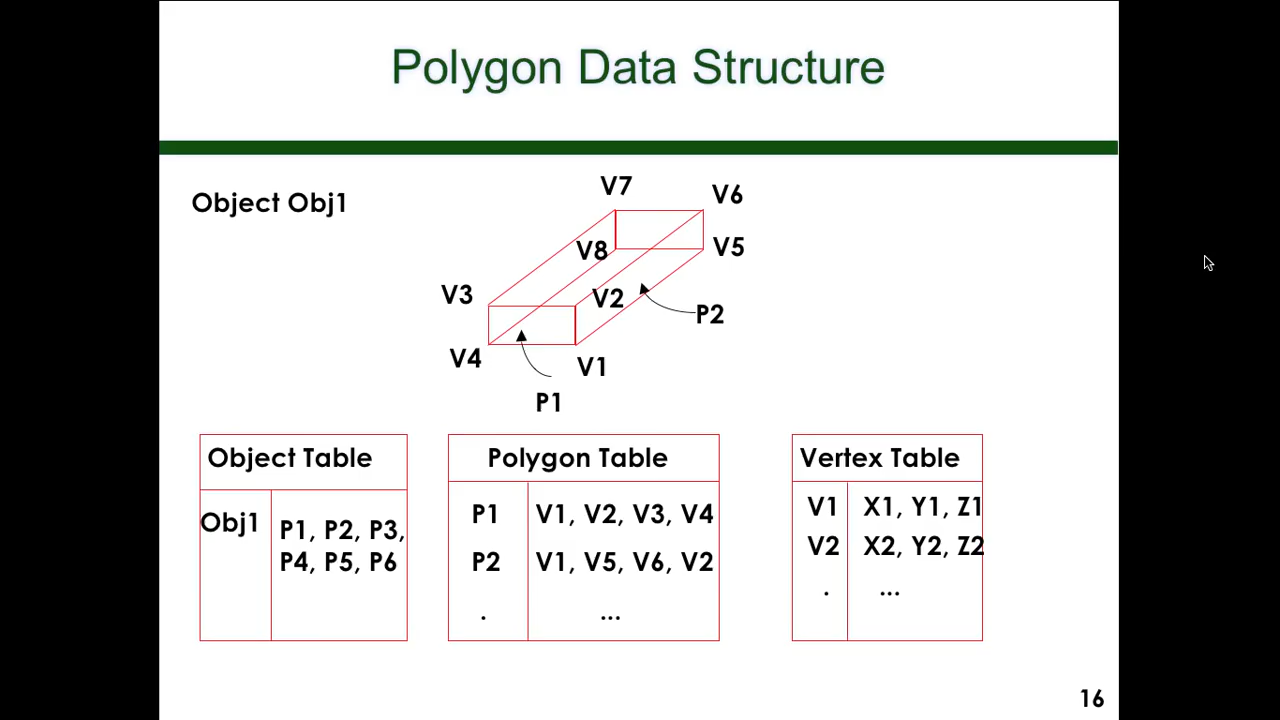 Polygon Data Structure
Object Obj1
V7
V6
V8
V5
V3
V2
P2
V4
V1
P1
Object Table
Obj1
P1, P2, P3,
P4, P5, P6
Polygon Table
P1 V1, V2, V3, V4
P2 V1, V5, V6, V2
. ...
Vertex Table
V1 X1, Y1, Z1
V2 X2, Y2, Z2
. ...
16